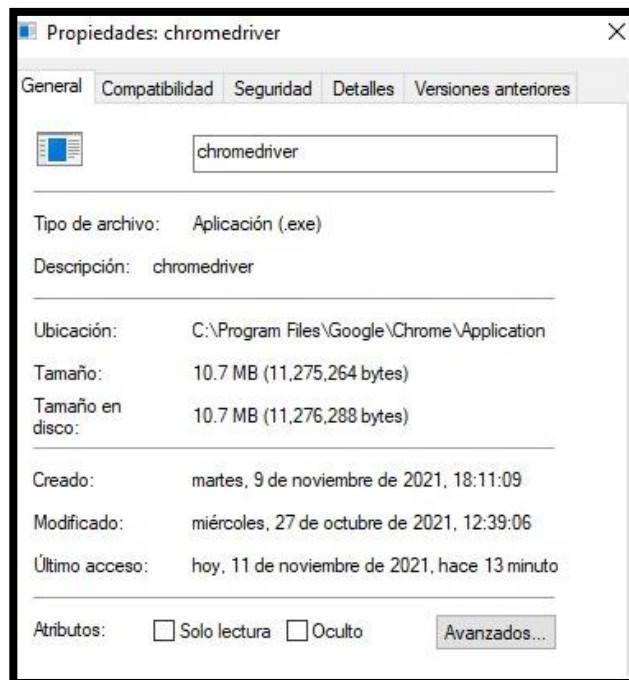 Propiedades: chromedriver
General Compatibilidad Seguridad Detalles Versiones anteriores
chromedriver
Tipo de archivo: Aplicación (.exe)
Descripción: chromedriver
Ubicación: C:\Program Files\Google\Chrome\Application
Tamaño: 10.7 MB (11,275,264 bytes)
Tamaño en
disco: 10.7 MB (11,276,288 bytes)
Creado: martes, 9 de noviembre de 2021, 18:11:09
Modificado: miércoles, 27 de octubre de 2021, 12:39:06
Último acceso: hoy, 11 de noviembre de 2021, hace 13 minuto
Atributos: Solo lectura Oculto Avanzados...